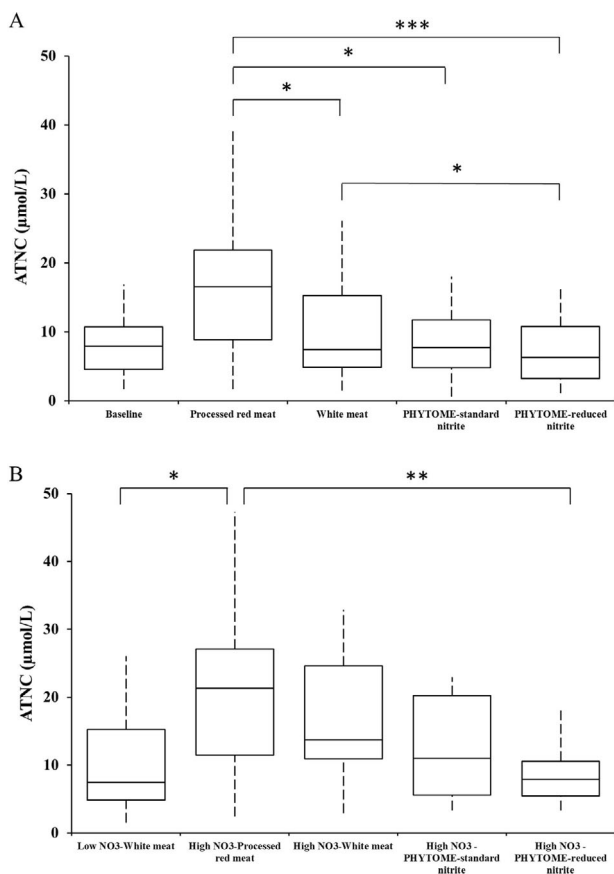 A
***
*
*
*
50
40
30
20
10
0
ATNC (µmol/L)
Baseline
Processed red meat
White meat
PHYTOME-standard
nitrite
PHYTOME-reduced
nitrite
B
*
**
50
40
30
20
10
0
ATNC (µmol/L)
Low NO3-White meat
High NO3-Processed
red meat
High NO3-White meat
High NO3 -
PHYTOME-standard
nitrite
High NO3 -
PHYTOME-reduced
nitrite